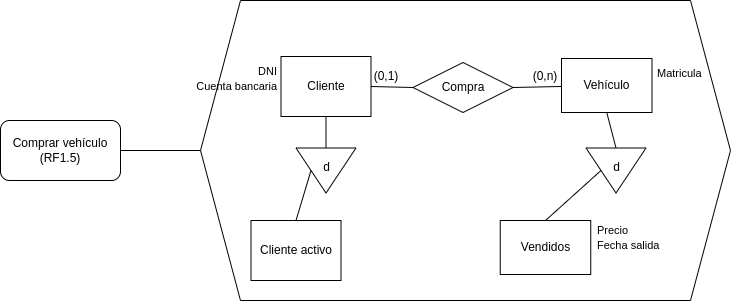 Comprar vehículo
(RF1.5)
DNI
Cuenta bancaria
Cliente
(0,1)
Compra
(0,n)
Vehículo
Matricula
d
d
Cliente activo
Vendidos
Precio
Fecha salida